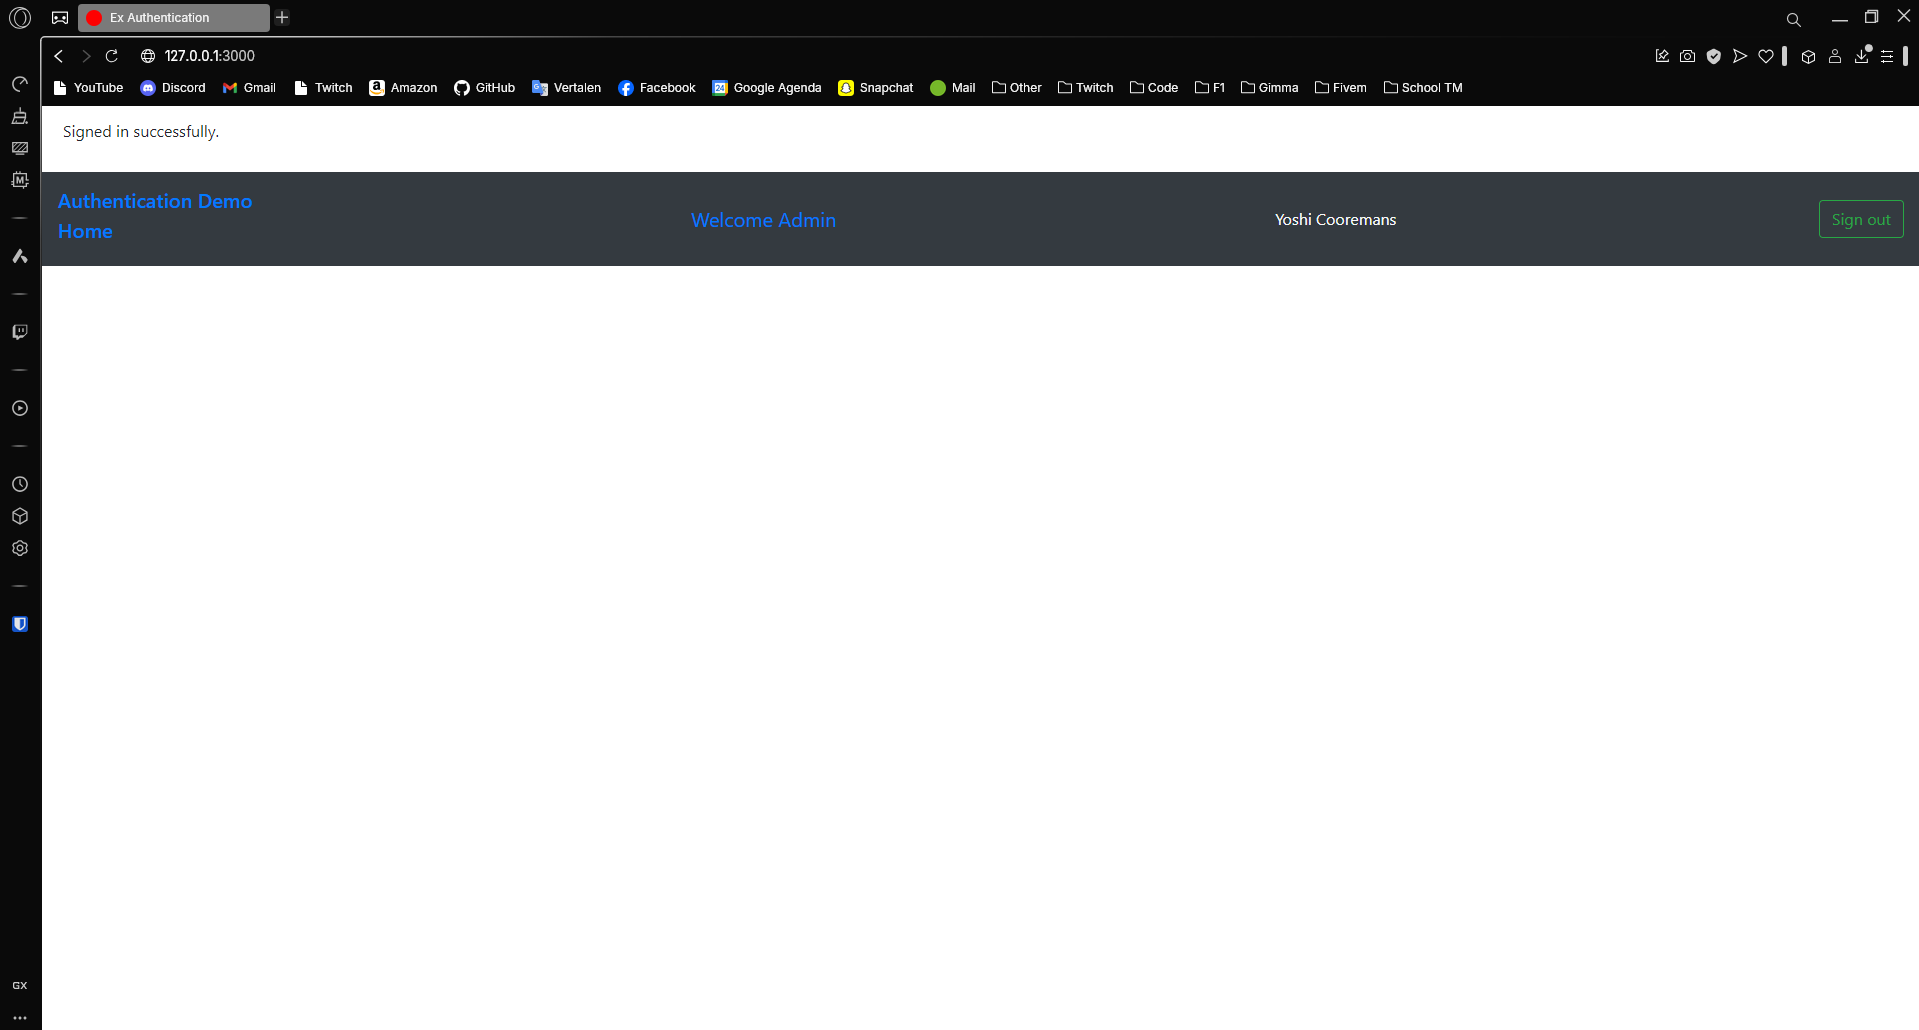 Ex Authentication
127.0.0.1:3000
YouTube Discord Gmail Twitch Amazon GitHub Vertalen Facebook Google Agenda Snapchat Mail Other Twitch Code F1 Gimma Fivem School TM
Signed in successfully.
Authentication Demo
Home
Welcome Admin
Yoshi Cooremans
Sign out
GX